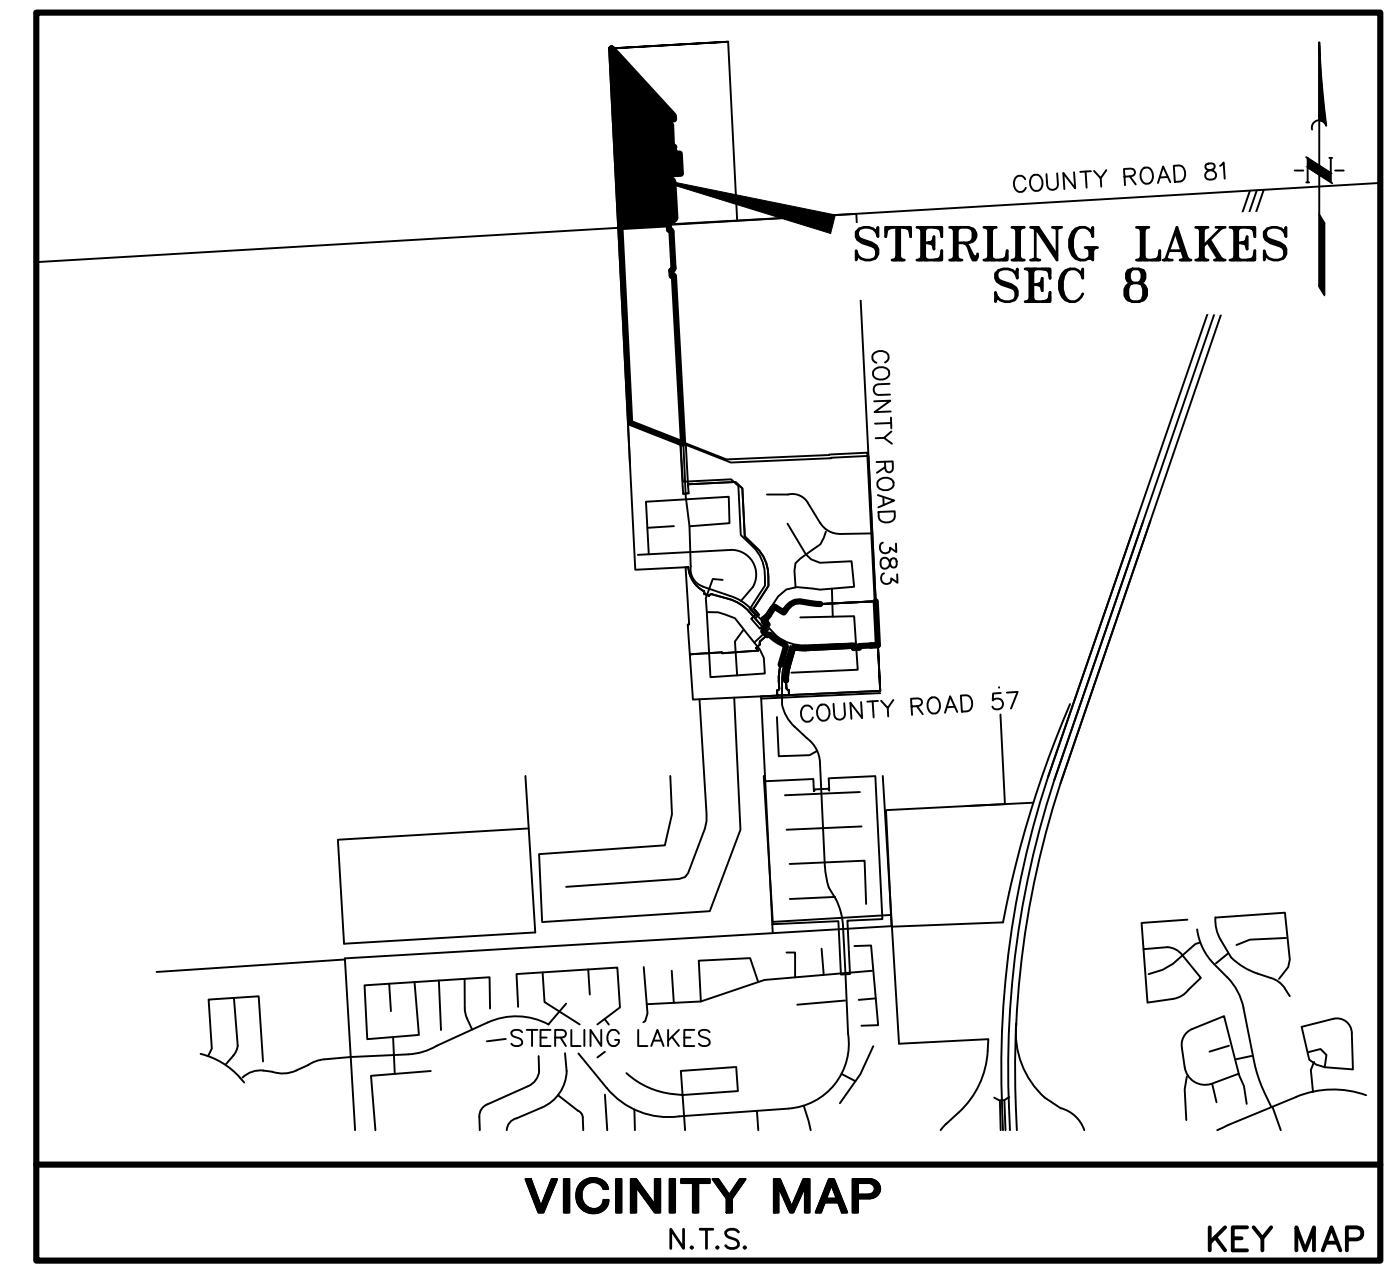 COUNTY ROAD 81
N
STERLING LAKES
SEC 8
COUNTY ROAD 383
COUNTY ROAD 57
STERLING LAKES
VICINITY MAP
N.T.S.
KEY MAP